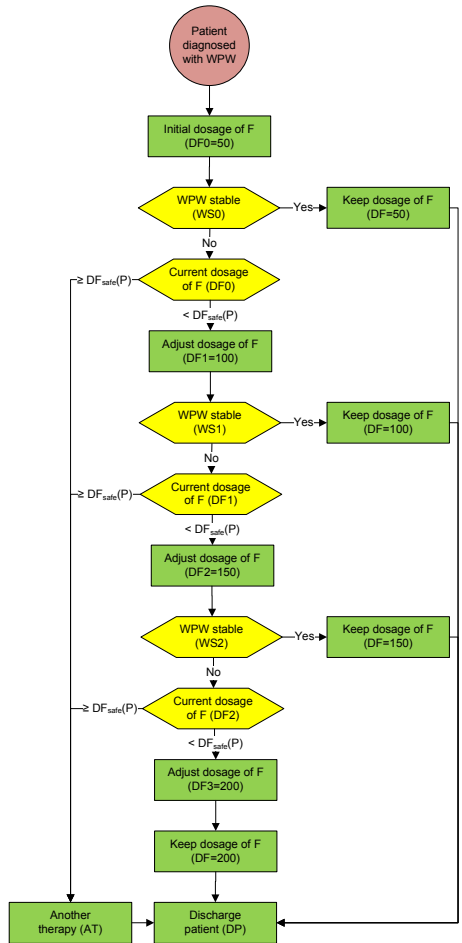 Patient
diagnosed
with WPW
Initial dosage of F
(DF0=50)
WPW stable
(WS0)
Yes
Keep dosage of F
(DF=50)
No
≥ DFsafe(P)
Current dosage
of F (DF0)
< DFsafe(P)
Adjust dosage of F
(DF1=100)
WPW stable
(WS1)
Yes
Keep dosage of F
(DF=100)
No
≥ DFsafe(P)
Current dosage
of F (DF1)
< DFsafe(P)
Adjust dosage of F
(DF2=150)
WPW stable
(WS2)
Yes
Keep dosage of F
(DF=150)
No
≥ DFsafe(P)
Current dosage
of F (DF2)
< DFsafe(P)
Adjust dosage of F
(DF3=200)
Keep dosage of F
(DF=200)
Another
therapy (AT)
Discharge
patient (DP)